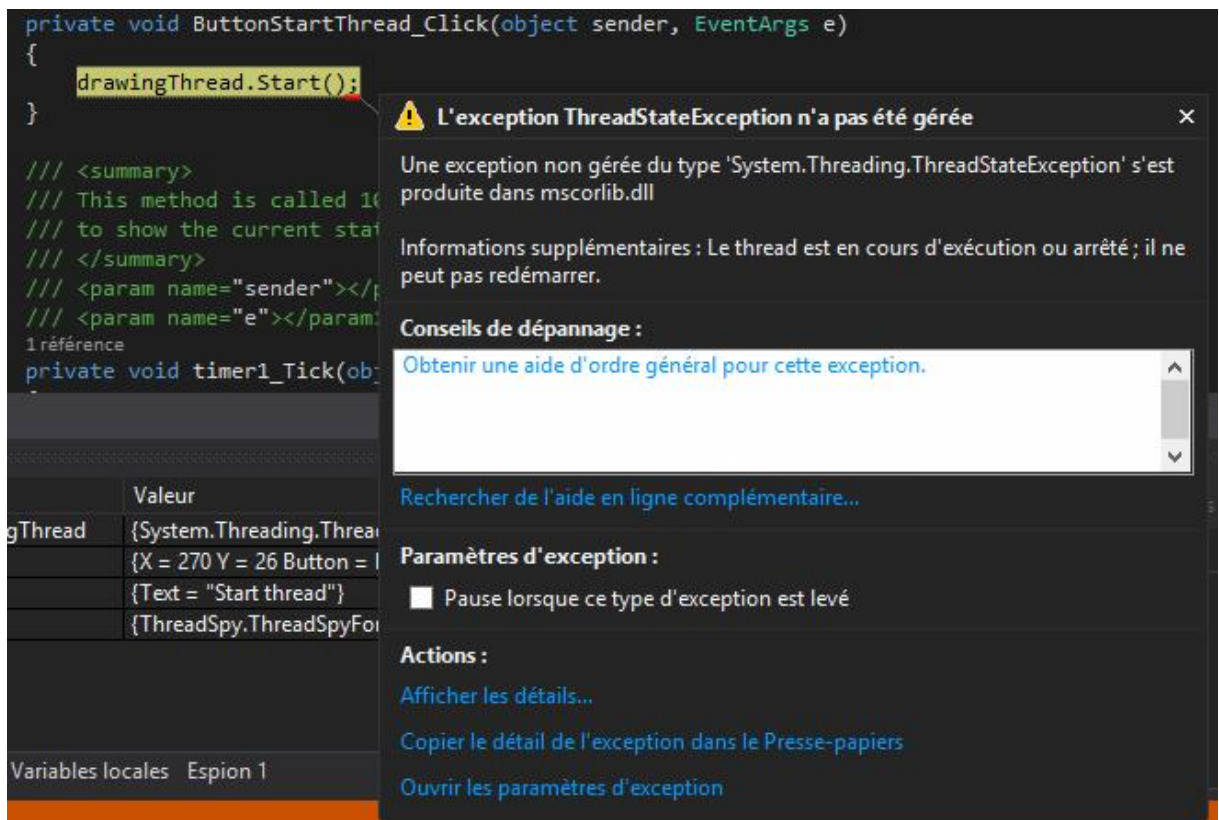 private void ButtonStartThread_Click(object sender, EventArgs e)
{
drawingThread.Start();
}
/// <summary>
/// This method is called 10
/// to show the current stat
/// </summary>
/// <param name="sender"></p
/// <param name="e"></param>
1 référence
private void timer1_Tick(obj
L'exception ThreadStateException n'a pas été gérée
Une exception non gérée du type 'System.Threading.ThreadStateException' s'est
produite dans mscorlib.dll
Informations supplémentaires : Le thread est en cours d'exécution ou arrêté ; il ne
peut pas redémarrer.
Conseils de dépannage :
Obtenir une aide d'ordre général pour cette exception.
Rechercher de l'aide en ligne complémentaire...
Paramètres d'exception :
Pause lorsque ce type d'exception est levé
Actions :
Afficher les détails...
Copier le détail de l'exception dans le Presse-papiers
Ouvrir les paramètres d'exception
Valeur
gThread {System.Threading.Threa
{X = 270 Y = 26 Button =
{Text = "Start thread"}
{ThreadSpy.ThreadSpyFor
Variables locales Espion 1